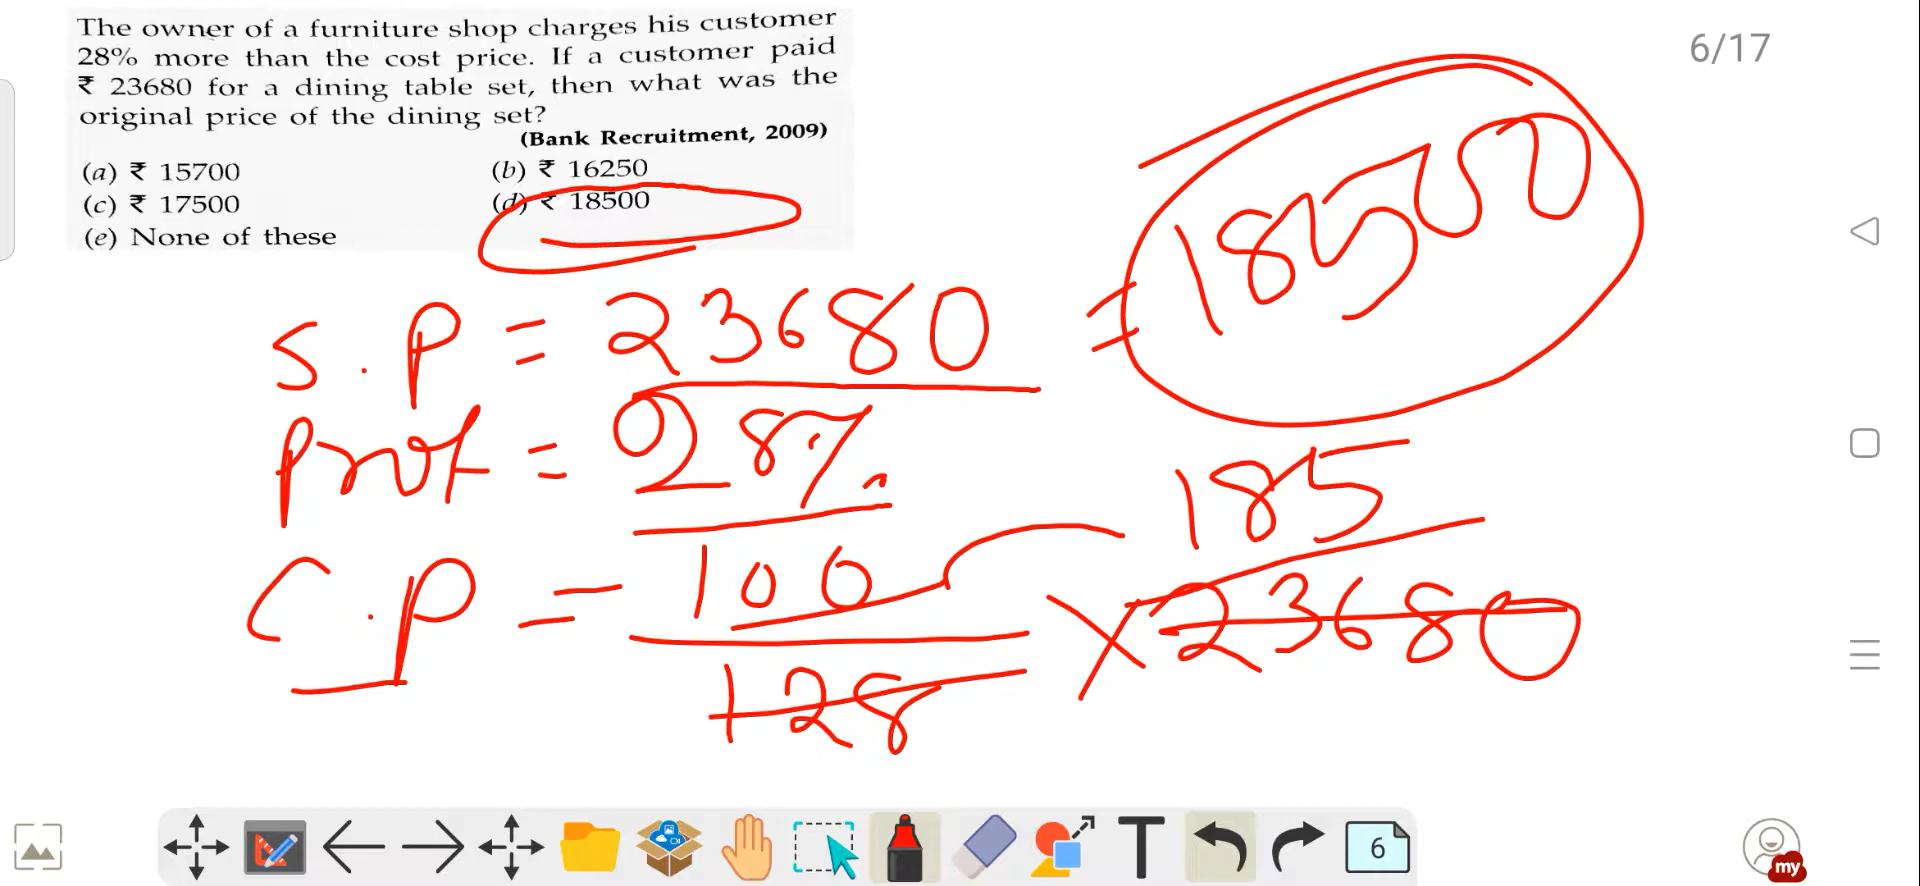 The owner of a furniture shop charges his customer
28% more than the cost price. If a customer paid
₹ 23680 for a dining table set, then what was the
original price of the dining set?
(Bank Recruitment, 2009)
(a) ₹ 15700 (b) ₹ 16250
(c) ₹ 17500 (d) ₹ 18500
(e) None of these
6/17
S.P = 23680 = 18500
= 28%
185
C.P = 100 × 23680
128
T
6
my